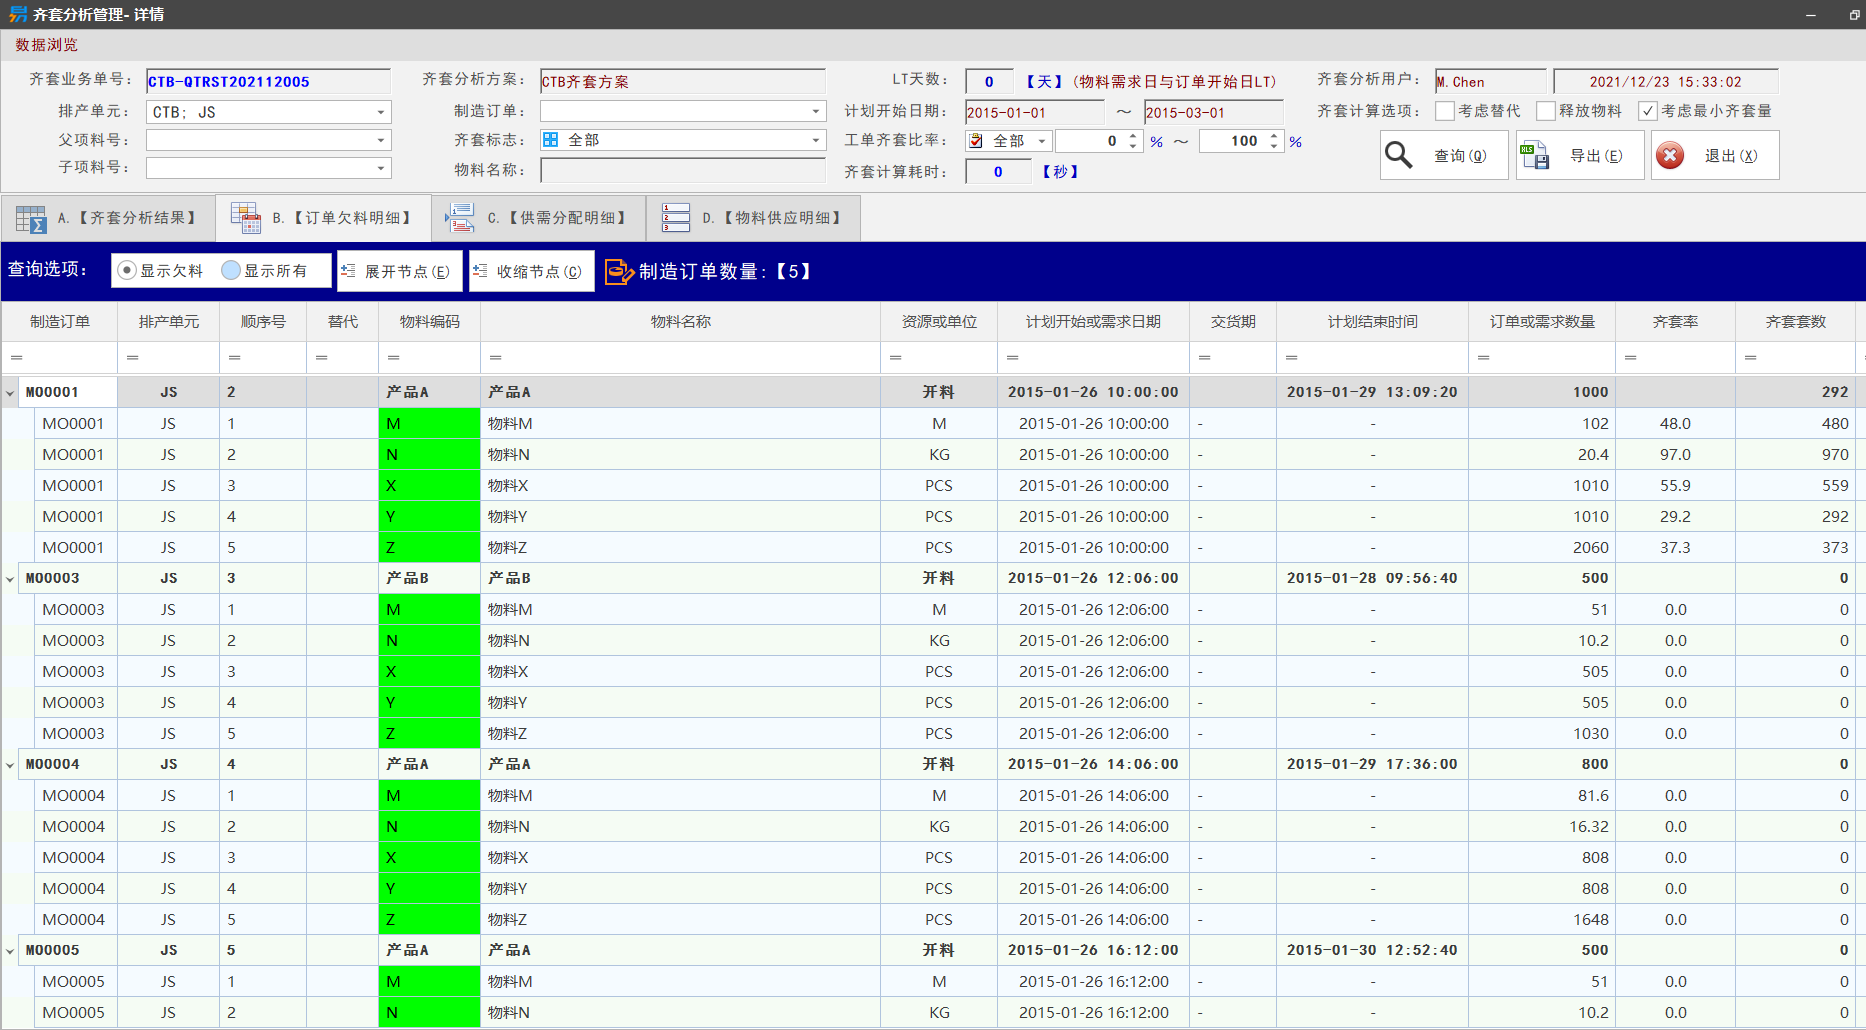 齐套分析管理- 详情
数据浏览
齐套业务单号: CTB-QTRST202112005 齐套分析方案: CTB齐套方案 LT天数: 0 【天】(物料需求日与订单开始日LT) 齐套分析用户: M.Chen 2021/12/23 15:33:02
排产单元: CTB; JS 制造订单: 计划开始日期: 2015-01-01 ~ 2015-03-01 齐套计算选项: 考虑替代 释放物料 考虑最小齐套量
父项料号: 齐套标志: 全部 工单齐套比率: 全部 0 % ~ 100 % 查询(Q) 导出(E) 退出(X)
子项料号: 物料名称: 齐套计算耗时: 0 【秒】
A.【齐套分析结果】 B.【订单欠料明细】 C.【供需分配明细】 D.【物料供应明细】
查询选项: 显示欠料 显示所有 展开节点(E) 收缩节点(C) 制造订单数量:【5】
制造订单 排产单元 顺序号 替代 物料编码 物料名称 资源或单位 计划开始或需求日期 交货期 计划结束时间 订单或需求数量 齐套率 齐套套数
= = = = = = = = = = = = =
MO0001 JS 2 产品A 产品A 开料 2015-01-26 10:00:00 2015-01-29 13:09:20 1000 292
MO0001 JS 1 M 物料M M 2015-01-26 10:00:00 - - 102 48.0 480
MO0001 JS 2 N 物料N KG 2015-01-26 10:00:00 - - 20.4 97.0 970
MO0001 JS 3 X 物料X PCS 2015-01-26 10:00:00 - - 1010 55.9 559
MO0001 JS 4 Y 物料Y PCS 2015-01-26 10:00:00 - - 1010 29.2 292
MO0001 JS 5 Z 物料Z PCS 2015-01-26 10:00:00 - - 2060 37.3 373
MO0003 JS 3 产品B 产品B 开料 2015-01-26 12:06:00 2015-01-28 09:56:40 500 0
MO0003 JS 1 M 物料M M 2015-01-26 12:06:00 - - 51 0.0 0
MO0003 JS 2 N 物料N KG 2015-01-26 12:06:00 - - 10.2 0.0 0
MO0003 JS 3 X 物料X PCS 2015-01-26 12:06:00 - - 505 0.0 0
MO0003 JS 4 Y 物料Y PCS 2015-01-26 12:06:00 - - 505 0.0 0
MO0003 JS 5 Z 物料Z PCS 2015-01-26 12:06:00 - - 1030 0.0 0
MO0004 JS 4 产品A 产品A 开料 2015-01-26 14:06:00 2015-01-29 17:36:00 800 0
MO0004 JS 1 M 物料M M 2015-01-26 14:06:00 - - 81.6 0.0 0
MO0004 JS 2 N 物料N KG 2015-01-26 14:06:00 - - 16.32 0.0 0
MO0004 JS 3 X 物料X PCS 2015-01-26 14:06:00 - - 808 0.0 0
MO0004 JS 4 Y 物料Y PCS 2015-01-26 14:06:00 - - 808 0.0 0
MO0004 JS 5 Z 物料Z PCS 2015-01-26 14:06:00 - - 1648 0.0 0
MO0005 JS 5 产品A 产品A 开料 2015-01-26 16:12:00 2015-01-30 12:52:40 500 0
MO0005 JS 1 M 物料M M 2015-01-26 16:12:00 - - 51 0.0 0
MO0005 JS 2 N 物料N KG 2015-01-26 16:12:00 - - 10.2 0.0 0